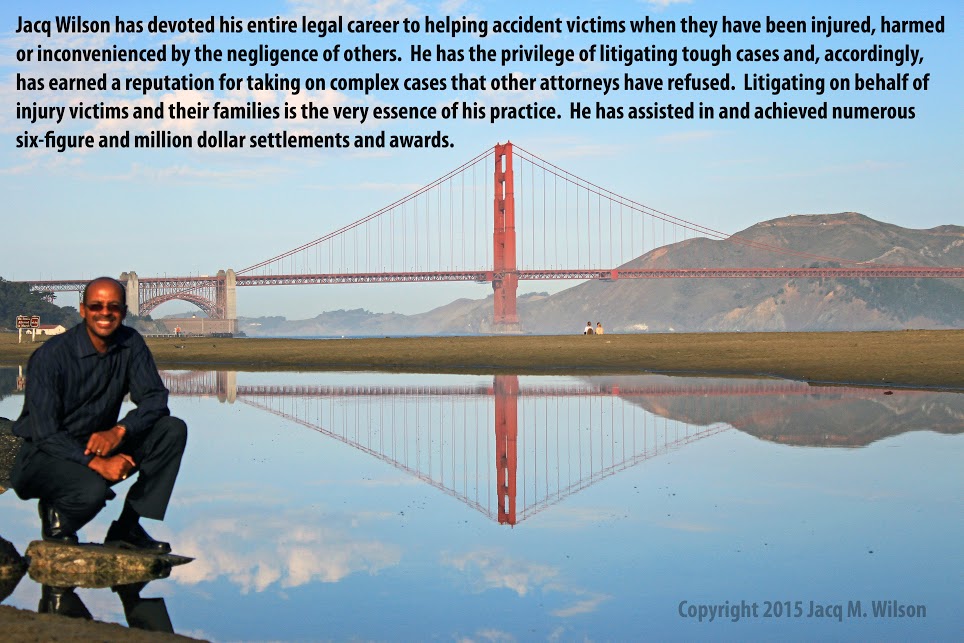 Jacq Wilson has devoted his entire legal career to helping accident victims when they have been injured, harmed
or inconvenienced by the negligence of others.  He has the privilege of litigating tough cases and, accordingly,
has earned a reputation for taking on complex cases that other attorneys have refused.  Litigating on behalf of
injury victims and their families is the very essence of his practice.  He has assisted in and achieved numerous
six-figure and million dollar settlements and awards.
Copyright 2015 Jacq M. Wilson